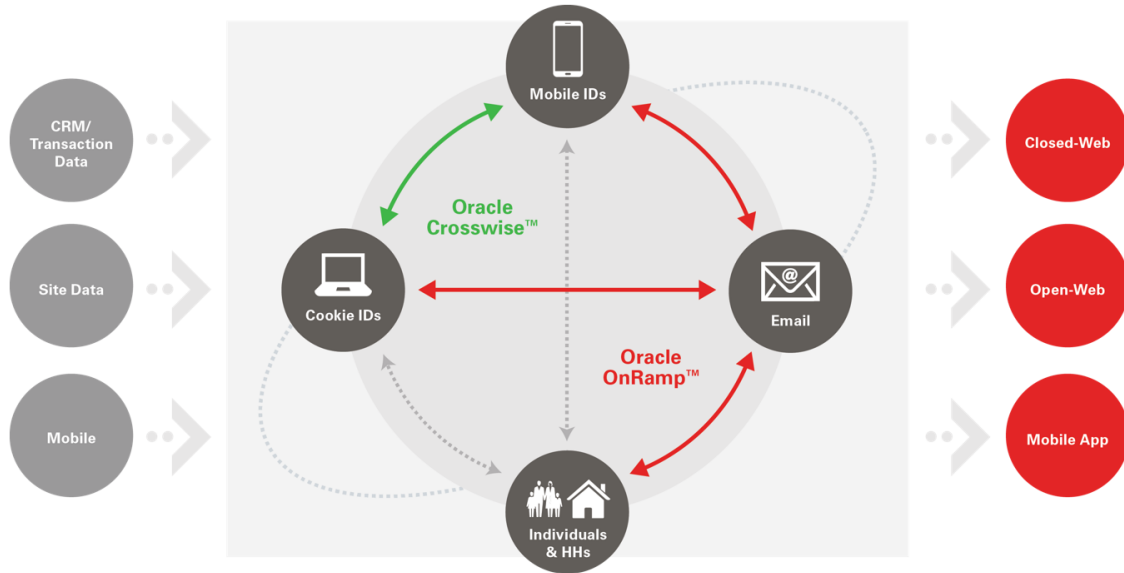 Mobile IDs
CRM/
Transaction
Data
Closed-Web
Oracle
Crosswise™
Site Data
Cookie IDs
@
Email
Open-Web
Oracle
OnRamp™
Mobile
Mobile App
Individuals
& HHs